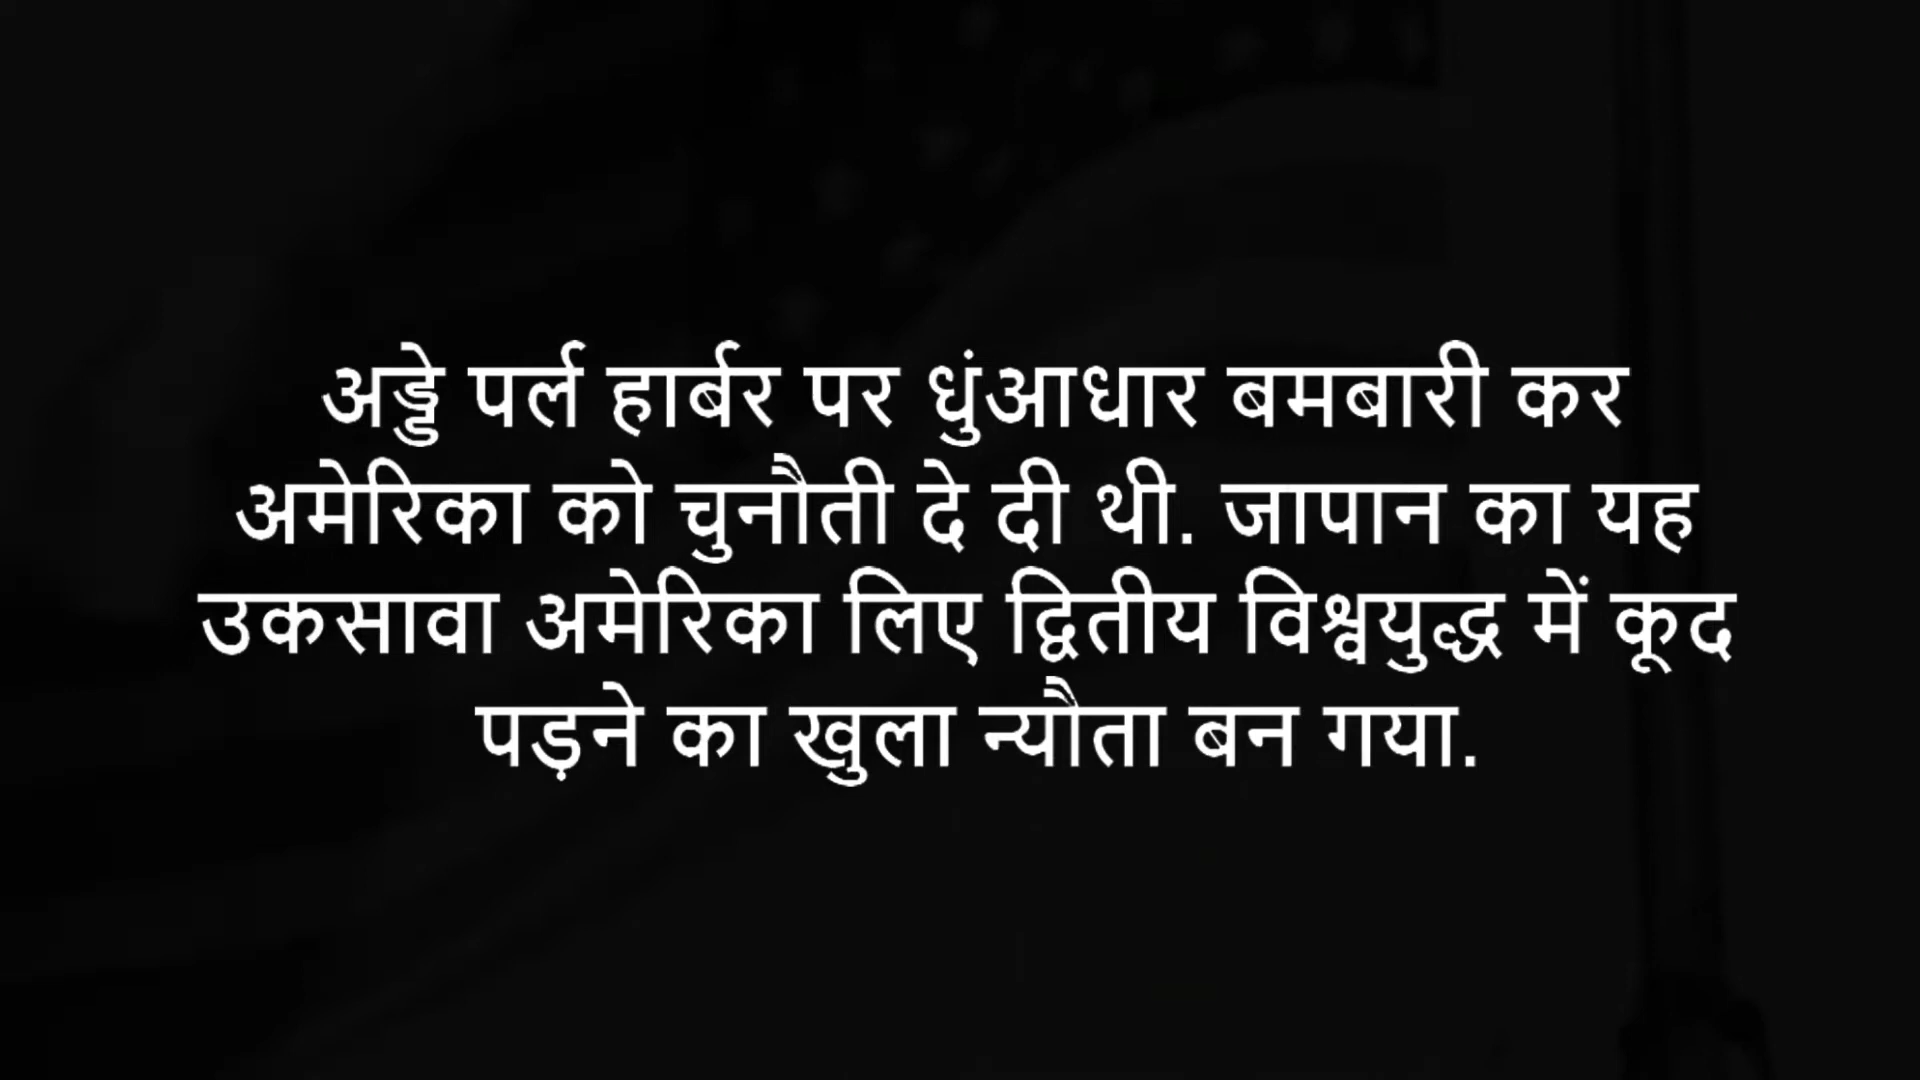 अड्डे पर्ल हार्बर पर धुंआधार बमबारी कर
अमेरिका को चुनौती दे दी थी. जापान का यह
उकसावा अमेरिका लिए द्वितीय विश्वयुद्ध में कूद
पड़ने का खुला न्यौता बन गया.